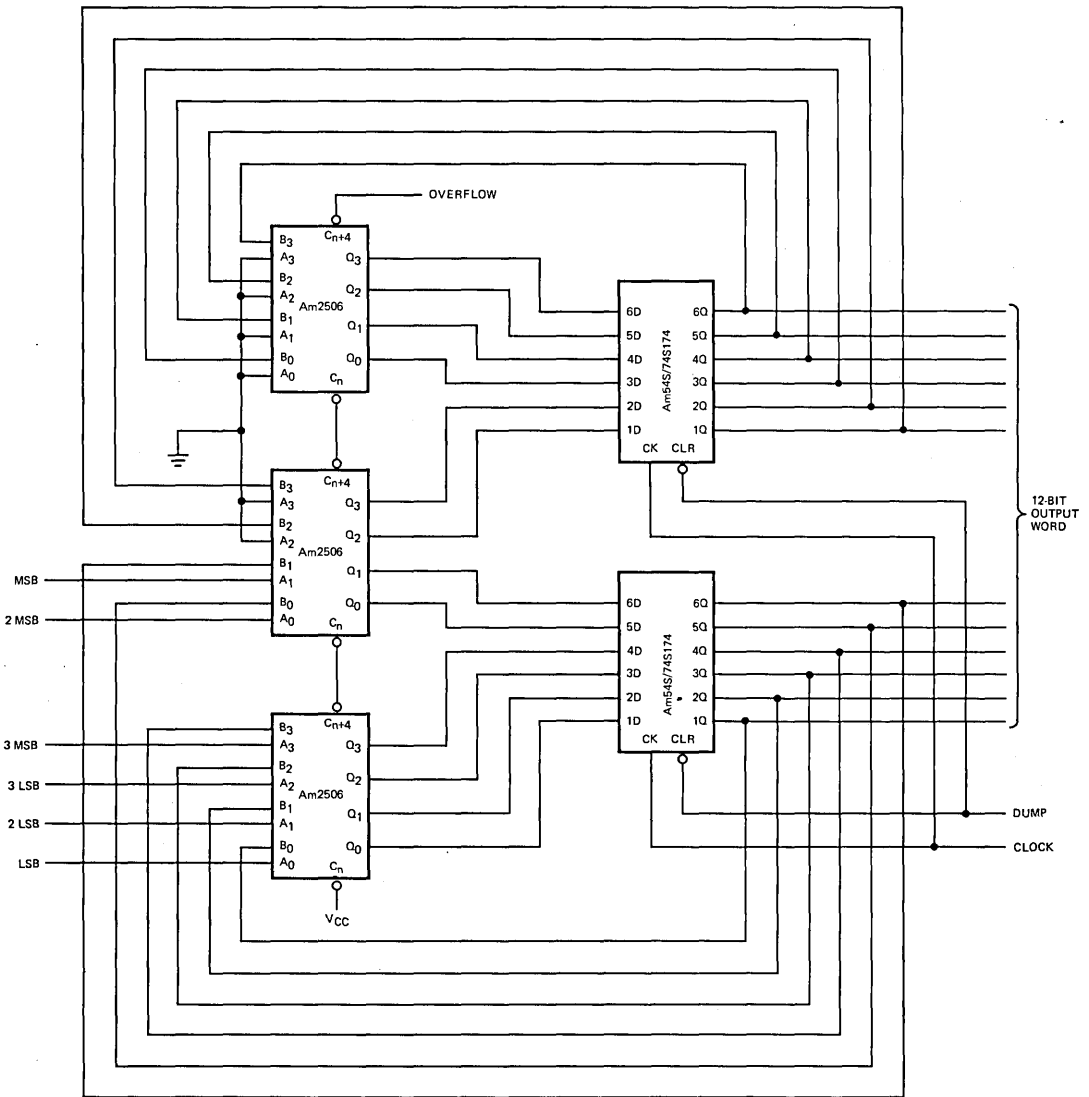 OVERFLOW
Cn+4
B3
A3
B2
A2
B1
A1
B0
A0
Am2506
Q3
Q2
Q1
Q0
Cn
6D
5D
4D
3D
2D
1D
Am54S/74S174
6Q
5Q
4Q
3Q
2Q
1Q
CK CLR
Cn+4
B3
A3
B2
A2
B1
A1
B0
A0
Am2506
Q3
Q2
Q1
Q0
Cn
MSB
2 MSB
12-BIT
OUTPUT
WORD
6D
5D
4D
3D
2D
1D
Am54S/74S174
6Q
5Q
4Q
3Q
2Q
1Q
CK CLR
Cn+4
B3
A3
B2
A2
B1
A1
B0
A0
Am2506
Q3
Q2
Q1
Q0
Cn
3 MSB
3 LSB
2 LSB
LSB
DUMP
CLOCK
VCC